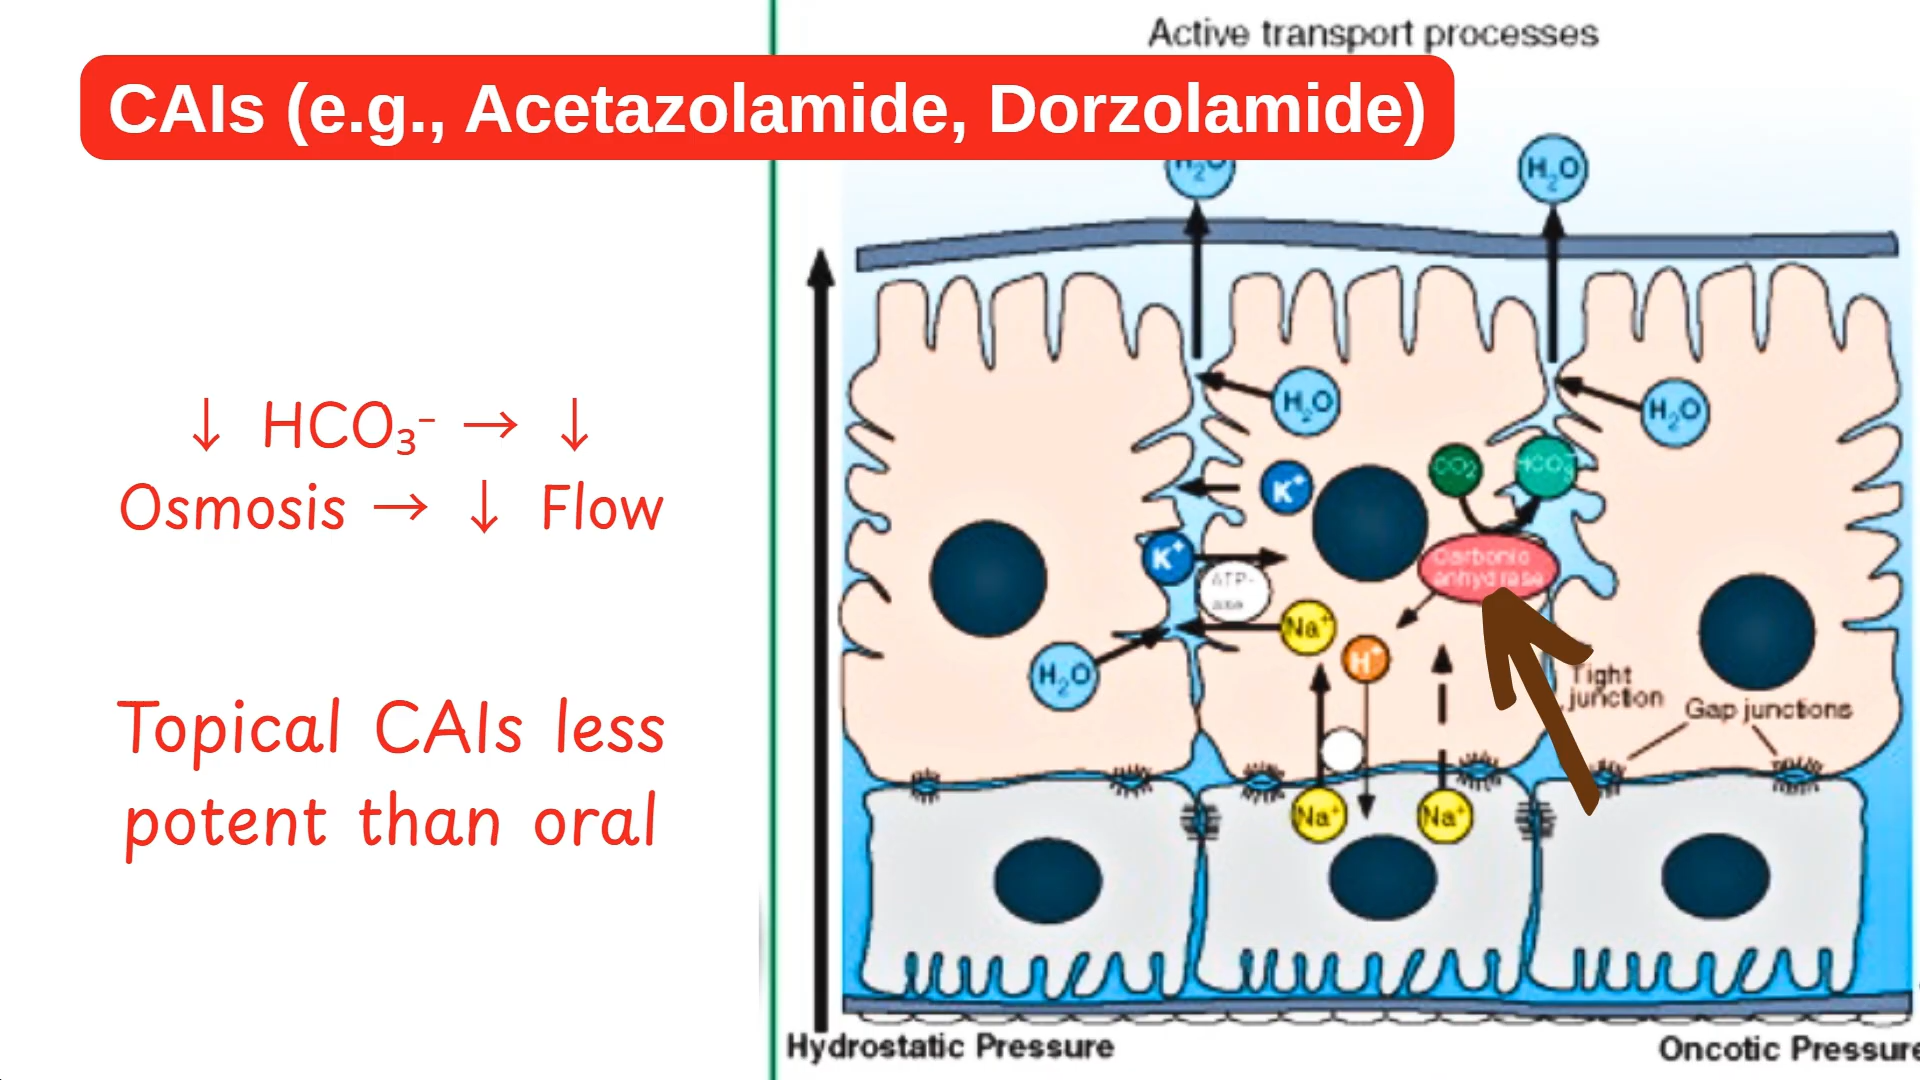 Active transport processes
CAIs (e.g., Acetazolamide, Dorzolamide)
H₂O
H₂O
↓ HCO₃⁻ → ↓
Osmosis → ↓ Flow
Topical CAIs less
potent than oral
H₂O
H₂O
CO₂
HCO₃
K⁺
K⁺
Carbonic
anhydrase
ATP-
ase
Na⁺
H⁺
H₂O
Tight
junction
Gap junctions
Na⁺
Na⁺
Hydrostatic Pressure
Oncotic Pressure